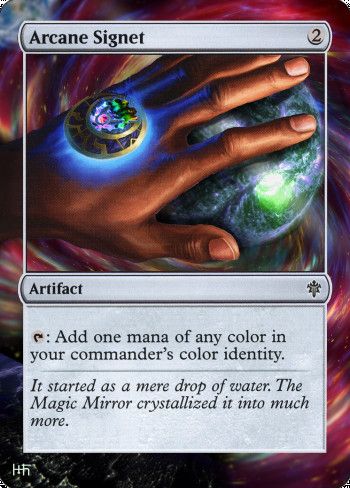 Arcane Signet 2
Artifact
: Add one mana of any color in
your commander's color identity.
It started as a mere drop of water. The
Magic Mirror crystallized it into much
more.